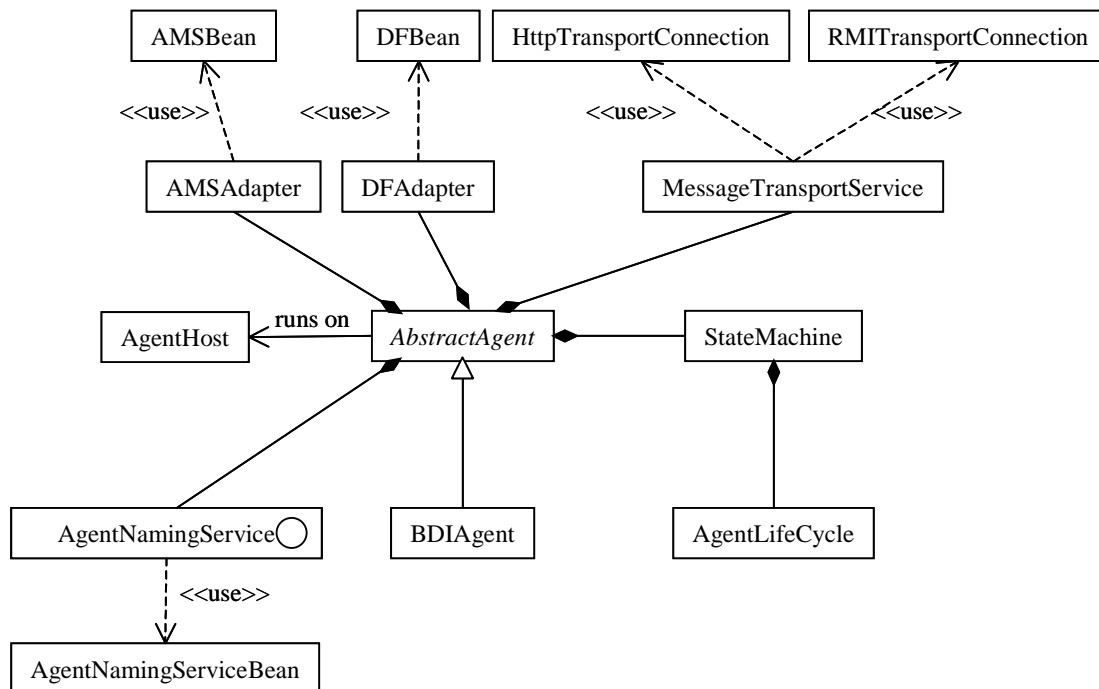 AMSBean
DFBean
HttpTransportConnection
RMITransportConnection
<<use>>
<<use>>
<<use>>
<<use>>
AMSAdapter
DFAdapter
MessageTransportService
AgentHost
runs on
AbstractAgent
StateMachine
AgentNamingService
BDIAgent
AgentLifeCycle
<<use>>
AgentNamingServiceBean